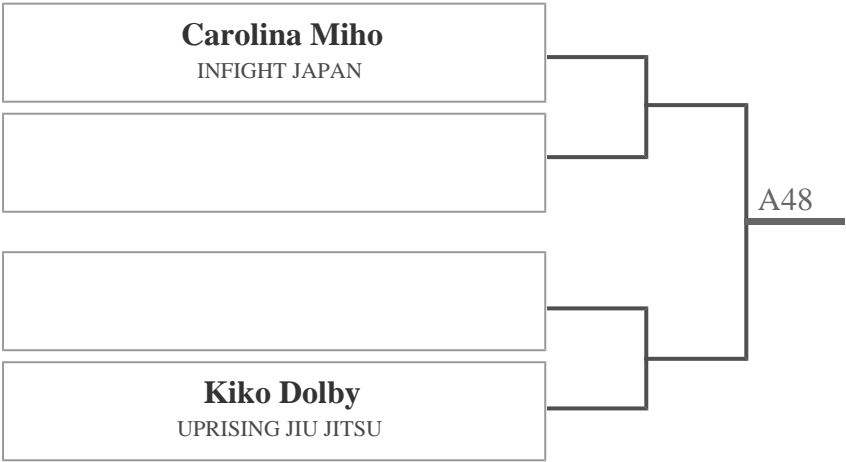 Carolina Miho
INFIGHT JAPAN
A48
Kiko Dolby
UPRISING JIU JITSU